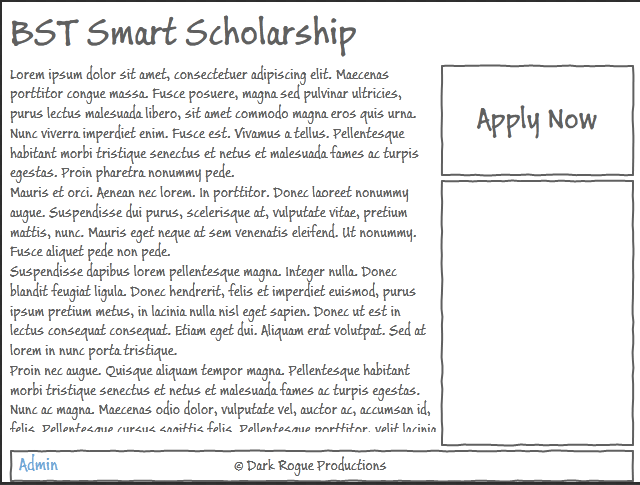 BST Smart Scholarship
Lorem ipsum dolor sit amet, consectetuer adipiscing elit. Maecenas
porttitor congue massa. Fusce posuere, magna sed pulvinar ultricies,
purus lectus malesuada libero, sit amet commodo magna eros quis urna.
Nunc viverra imperdiet enim. Fusce est. Vivamus a tellus. Pellentesque
habitant morbi tristique senectus et netus et malesuada fames ac turpis
egestas. Proin pharetra nonummy pede.
Mauris et orci. Aenean nec lorem. In porttitor. Donec laoreet nonummy
augue. Suspendisse dui purus, scelerisque at, vulputate vitae, pretium
mattis, nunc. Mauris eget neque at sem venenatis eleifend. Ut nonummy.
Fusce aliquet pede non pede.
Suspendisse dapibus lorem pellentesque magna. Integer nulla. Donec
blandit feugiat ligula. Donec hendrerit, felis et imperdiet euismod, purus
ipsum pretium metus, in lacinia nulla nisl eget sapien. Donec ut est in
lectus consequat consequat. Etiam eget dui. Aliquam erat volutpat. Sed at
lorem in nunc porta tristique.
Proin nec augue. Quisque aliquam tempor magna. Pellentesque habitant
morbi tristique senectus et netus et malesuada fames ac turpis egestas.
Nunc ac magna. Maecenas odio dolor, vulputate vel, auctor ac, accumsan id,
felis. Pellentesque cursus sagittis felis. Pellentesque porttitor, velit lacinia
Apply Now
Admin
© Dark Rogue Productions